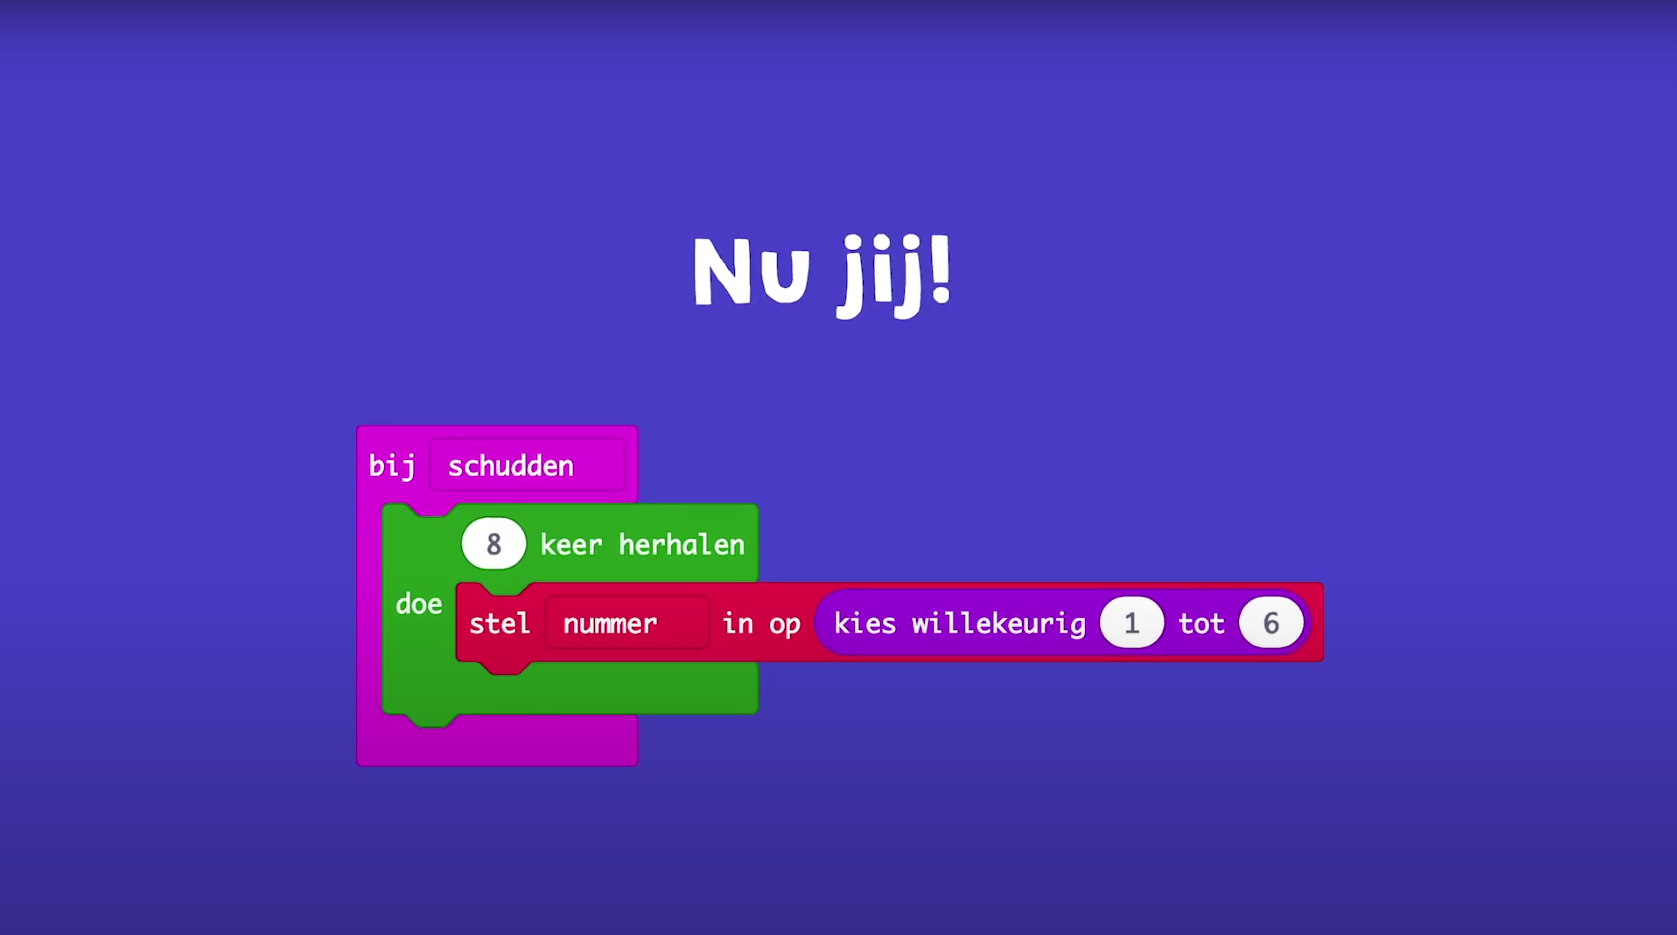 Nu jij!
bij schudden
8 keer herhalen
doe
stel nummer in op kies willekeurig 1 tot 6